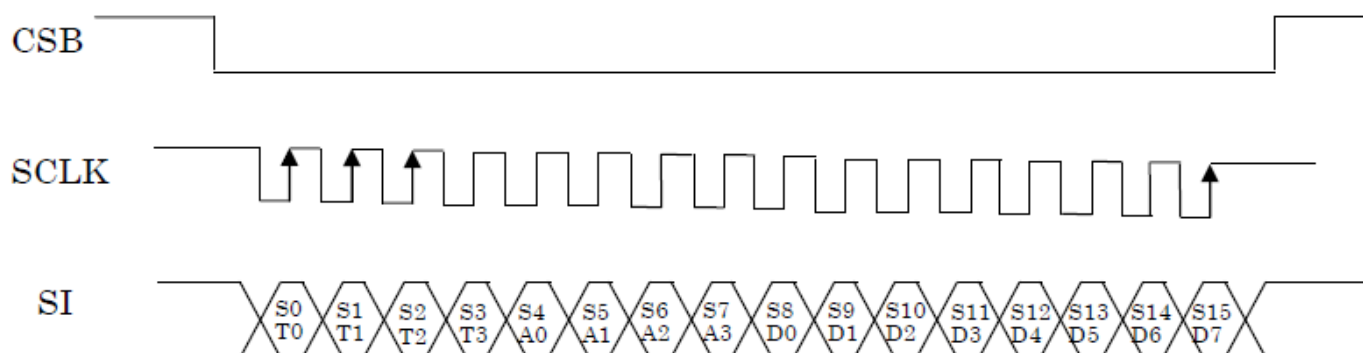 CSB
SCLK
SI
S0 S1 S2 S3 S4 S5 S6 S7 S8 S9 S10 S11 S12 S13 S14 S15
T0 T1 T2 T3 A0 A1 A2 A3 D0 D1 D2 D3 D4 D5 D6 D7